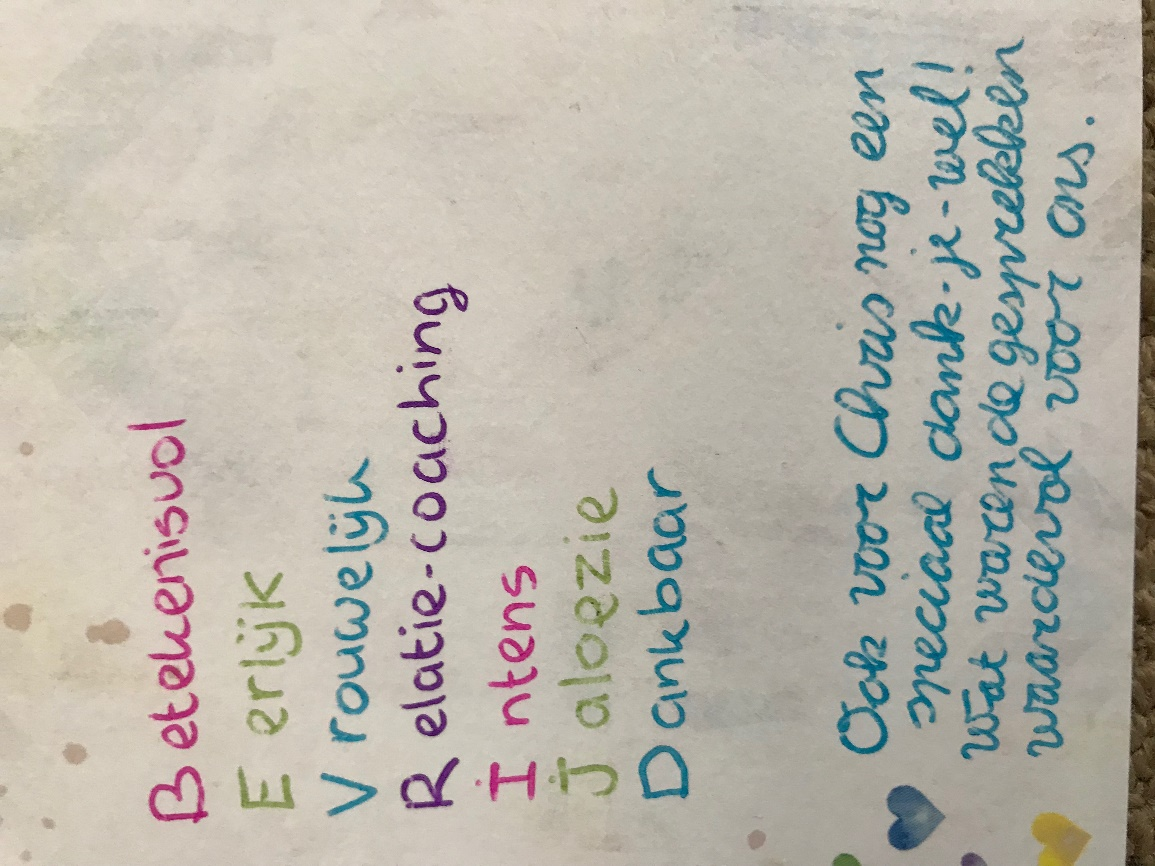 Betekenisvol
Eerlijk
Vrouwelijk
Relatie-coaching
Intens
Jaloezie
Dankbaar
Ook voor Chris nog een
speciaal dank-je-wel!
Wat waren de gesprekken
waardevol voor ons.